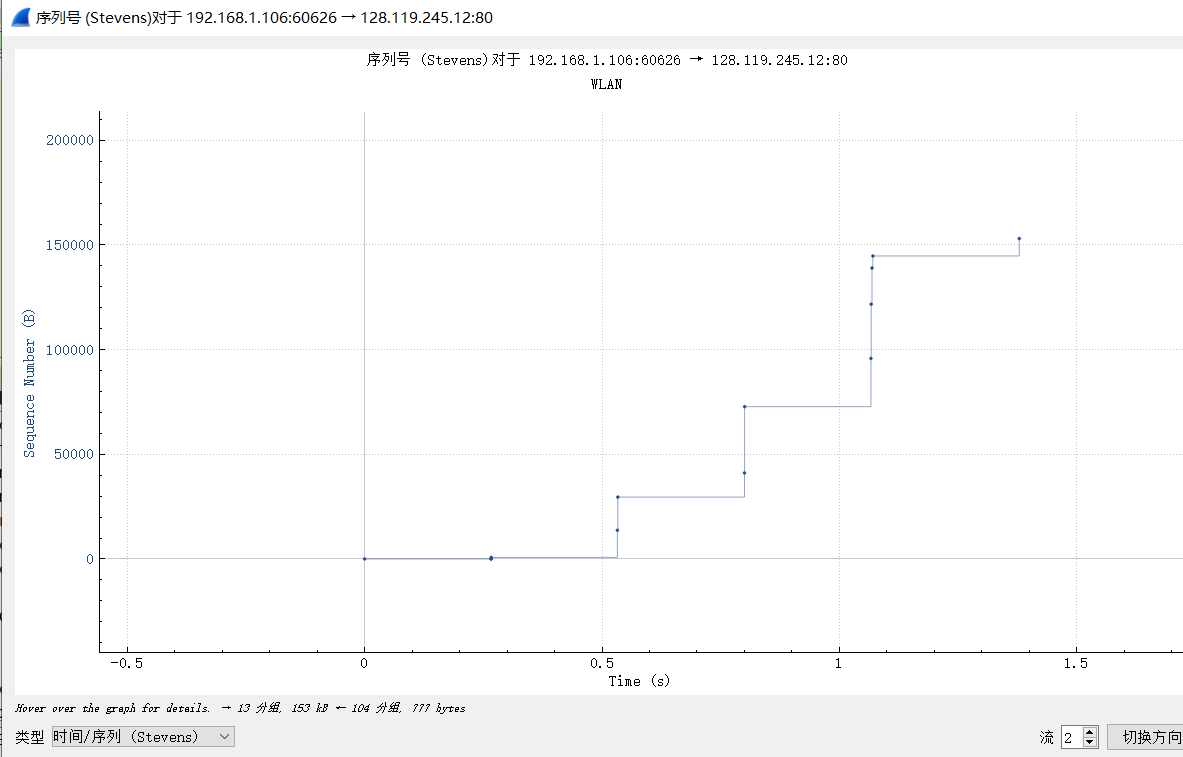 序列号 (Stevens)对于 192.168.1.106:60626 → 128.119.245.12:80
序列号 (Stevens)对于 192.168.1.106:60626 → 128.119.245.12:80
WLAN
200000
150000
100000
50000
0
Sequence Number (B)
-0.5 0 0.5 1 1.5
Time (s)
Hover over the graph for details. → 13 分组, 153 kB ← 104 分组, 777 bytes
类型 时间/序列 (Stevens) 流 2 切换方向